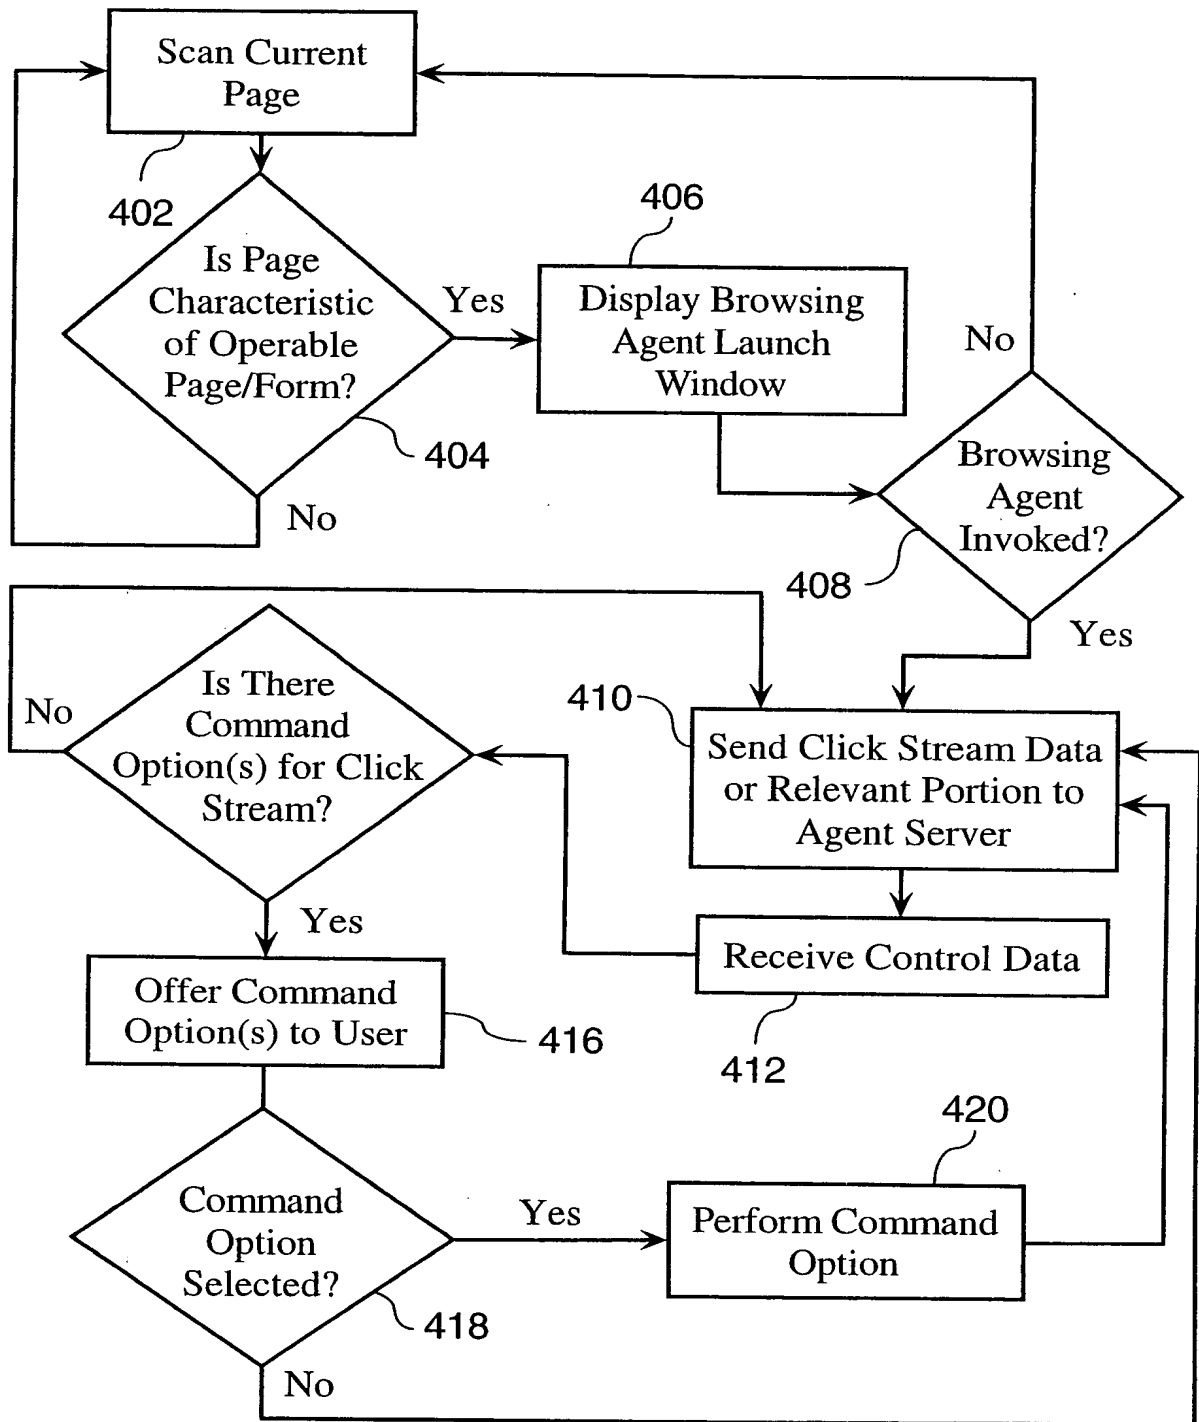 Scan Current
Page
402
Is Page
Characteristic
of Operable
Page/Form?
404
Yes
No
406
Display Browsing
Agent Launch
Window
No
Browsing
Agent
Invoked?
408
Yes
410
Send Click Stream Data
or Relevant Portion to
Agent Server
Receive Control Data
412
Is There
Command
Option(s) for Click
Stream?
No
Yes
Offer Command
Option(s) to User
416
Command
Option
Selected?
418
Yes
No
420
Perform Command
Option